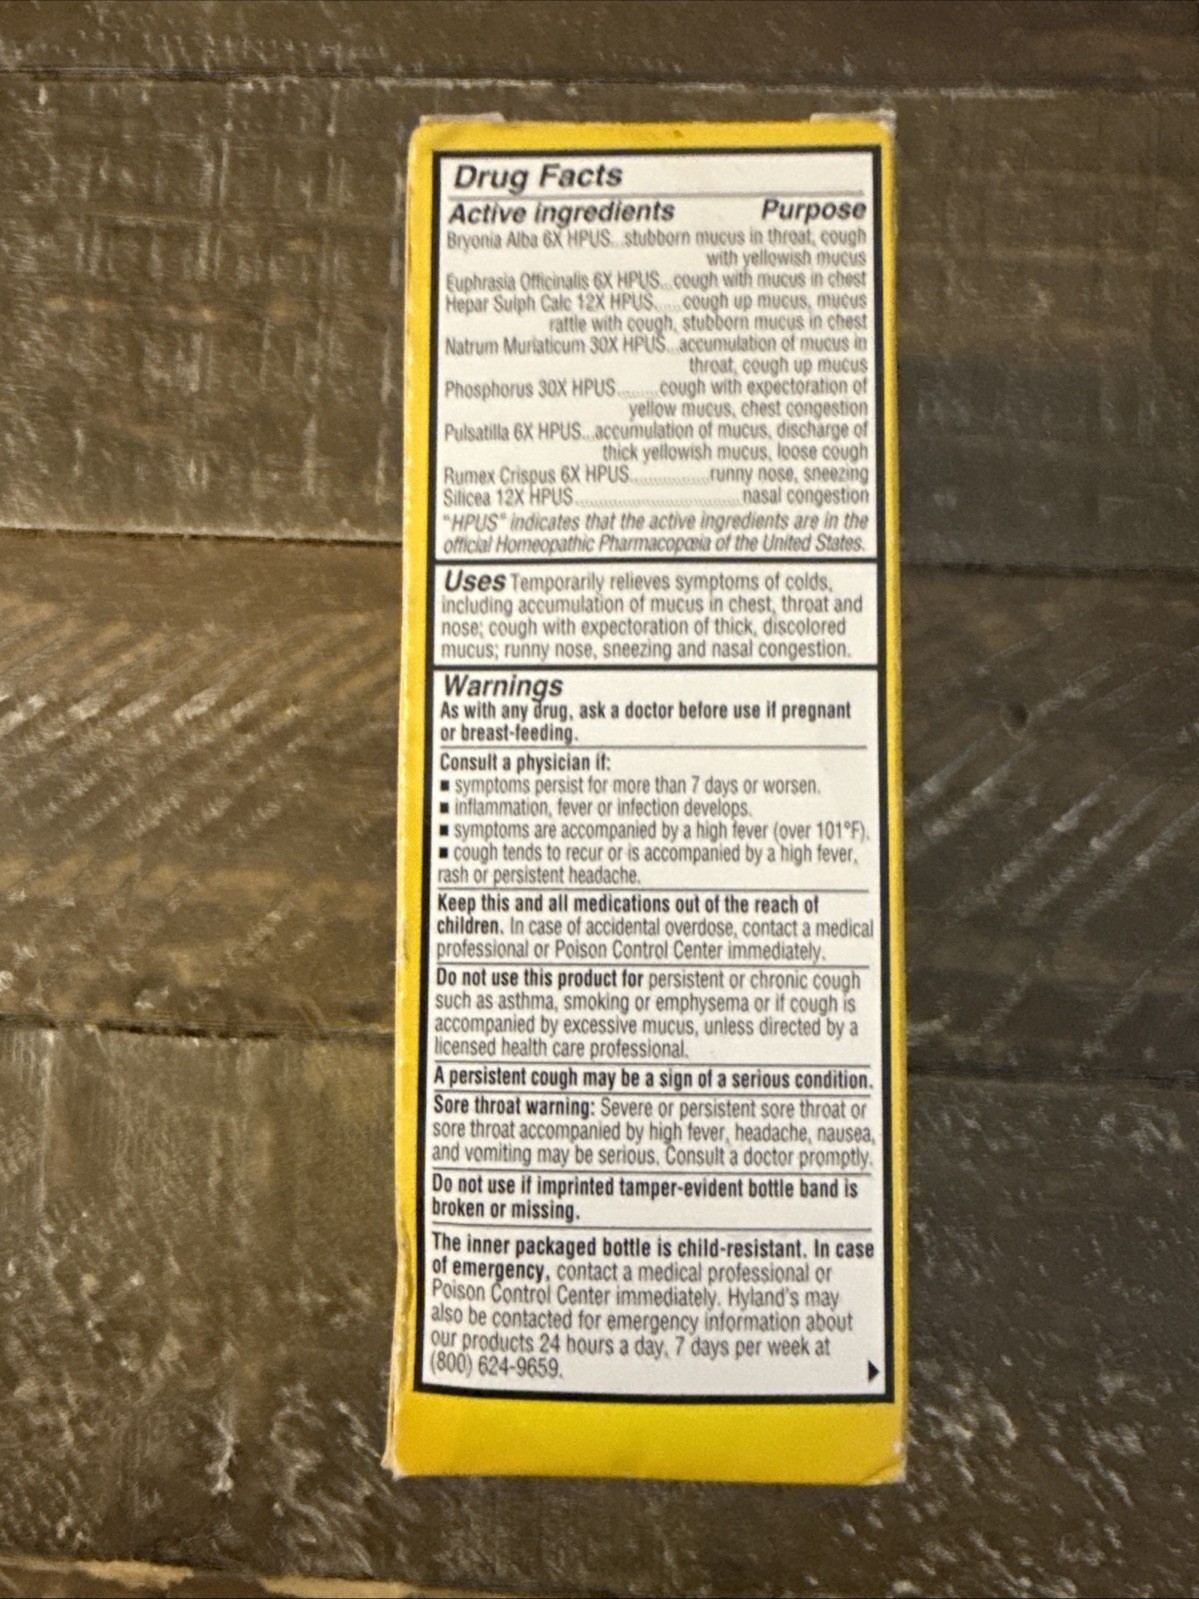 Drug Facts
Active ingredients Purpose
Bryonia Alba 6X HPUS...stubborn mucus in throat, cough
with yellowish mucus
Euphrasia Officinalis 6X HPUS...cough with mucus in chest
Hepar Sulph Calc 12X HPUS......cough up mucus, mucus
rattle with cough, stubborn mucus in chest
Natrum Muriaticum 30X HPUS...accumulation of mucus in
throat, cough up mucus
Phosphorus 30X HPUS.........cough with expectoration of
yellow mucus, chest congestion
Pulsatilla 6X HPUS...accumulation of mucus, discharge of
thick yellowish mucus, loose cough
Rumex Crispus 6X HPUS..................runny nose, sneezing
Silicea 12X HPUS.....................................nasal congestion
"HPUS" indicates that the active ingredients are in the
official Homeopathic Pharmacopœia of the United States.
Uses Temporarily relieves symptoms of colds,
including accumulation of mucus in chest, throat and
nose; cough with expectoration of thick, discolored
mucus; runny nose, sneezing and nasal congestion.
Warnings
As with any drug, ask a doctor before use if pregnant
or breast-feeding.
Consult a physician if:
■ symptoms persist for more than 7 days or worsen.
■ inflammation, fever or infection develops.
■ symptoms are accompanied by a high fever (over 101°F).
■ cough tends to recur or is accompanied by a high fever,
rash or persistent headache.
Keep this and all medications out of the reach of
children. In case of accidental overdose, contact a medical
professional or Poison Control Center immediately.
Do not use this product for persistent or chronic cough
such as asthma, smoking or emphysema or if cough is
accompanied by excessive mucus, unless directed by a
licensed health care professional.
A persistent cough may be a sign of a serious condition.
Sore throat warning: Severe or persistent sore throat or
sore throat accompanied by high fever, headache, nausea,
and vomiting may be serious. Consult a doctor promptly.
Do not use if imprinted tamper-evident bottle band is
broken or missing.
The inner packaged bottle is child-resistant. In case
of emergency, contact a medical professional or
Poison Control Center immediately. Hyland's may
also be contacted for emergency information about
our products 24 hours a day, 7 days per week at
(800) 624-9659.